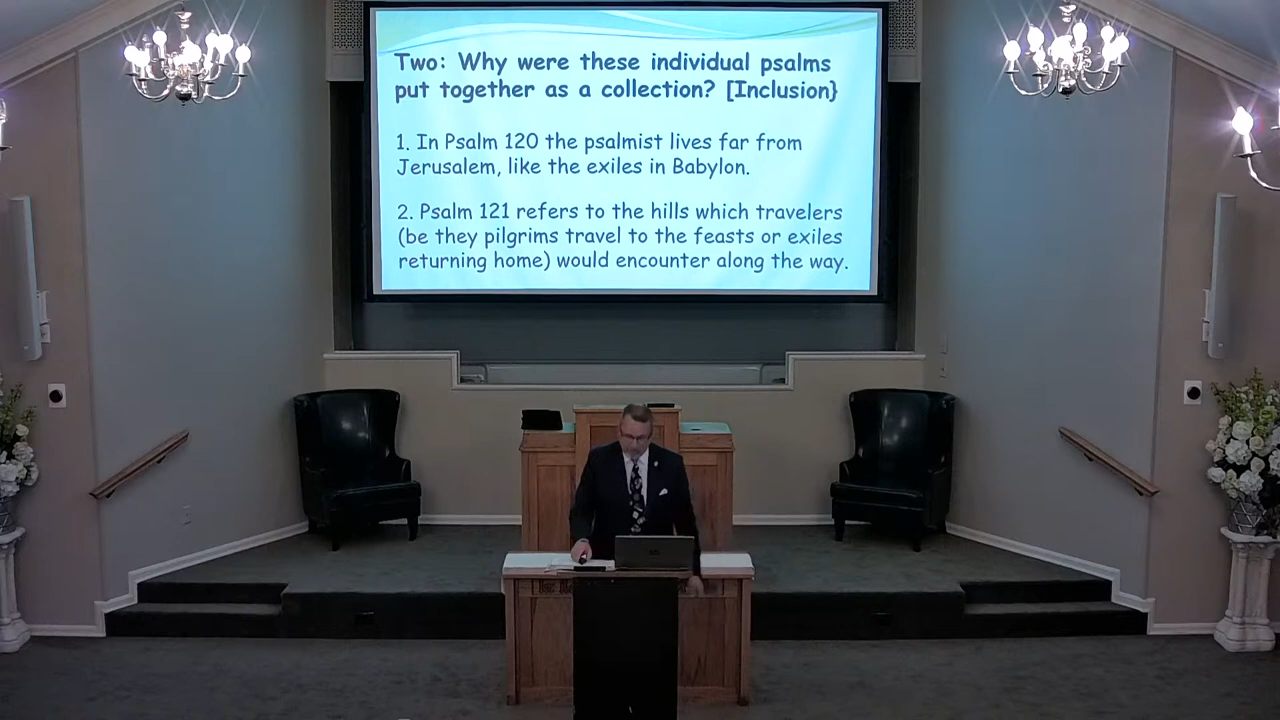 Two: Why were these individual psalms
put together as a collection? [Inclusion}
1. In Psalm 120 the psalmist lives far from
Jerusalem, like the exiles in Babylon.
2. Psalm 121 refers to the hills which travelers
(be they pilgrims travel to the feasts or exiles
returning home) would encounter along the way.